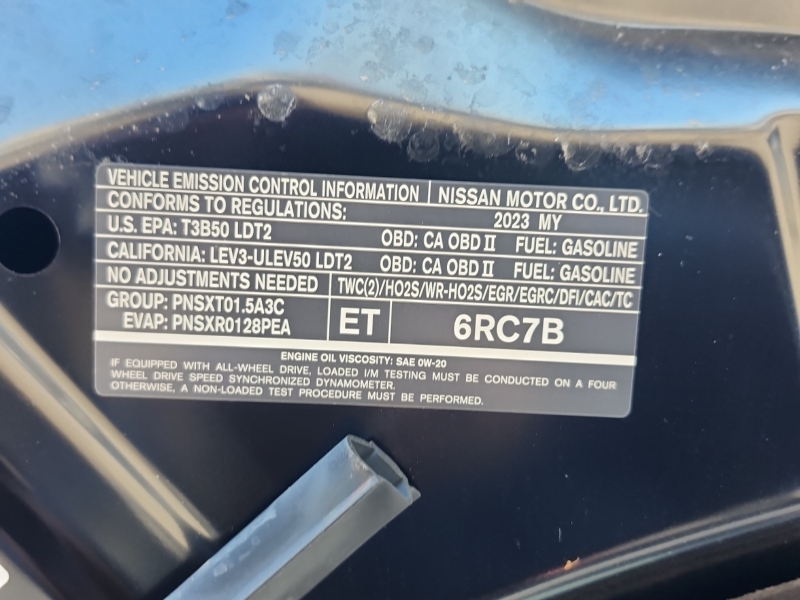 VEHICLE EMISSION CONTROL INFORMATION | NISSAN MOTOR CO., LTD.
CONFORMS TO REGULATIONS: 2023 MY
U.S. EPA: T3B50 LDT2 OBD: CA OBD II FUEL: GASOLINE
CALIFORNIA: LEV3-ULEV50 LDT2 OBD: CA OBD II FUEL: GASOLINE
NO ADJUSTMENTS NEEDED TWC(2)/HO2S/WR-HO2S/EGR/EGRC/DFI/CAC/TC
GROUP: PNSXT01.5A3C
EVAP: PNSXR0128PEA
ET
6RC7B
ENGINE OIL VISCOSITY: SAE 0W-20
IF EQUIPPED WITH ALL-WHEEL DRIVE, LOADED I/M TESTING MUST BE CONDUCTED ON A FOUR
WHEEL DRIVE SPEED SYNCHRONIZED DYNAMOMETER.
OTHERWISE, A NON-LOADED TEST PROCEDURE MUST BE PERFORMED.